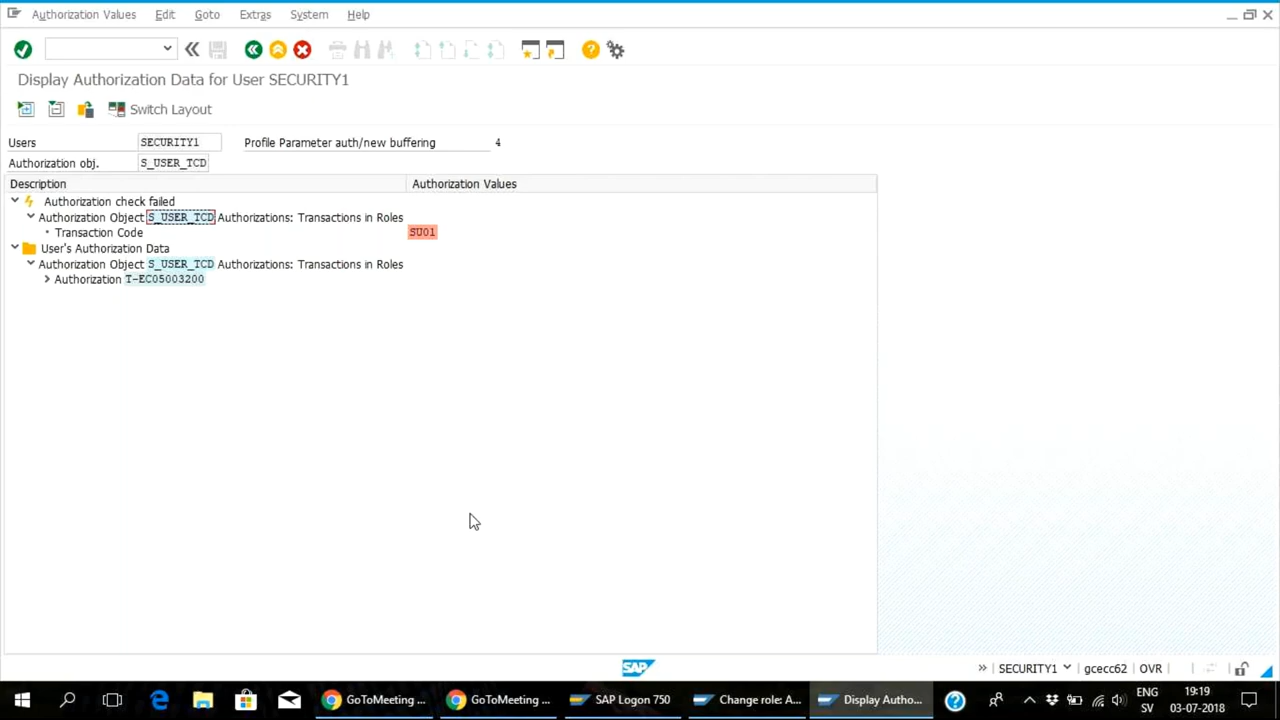 Authorization Values Edit Goto Extras System Help
Display Authorization Data for User SECURITY1
Switch Layout
Users SECURITY1 Profile Parameter auth/new buffering 4
Authorization obj. S_USER_TCD
Description Authorization Values
Authorization check failed
Authorization Object S_USER_TCD Authorizations: Transactions in Roles
Transaction Code SU01
User's Authorization Data
Authorization Object S_USER_TCD Authorizations: Transactions in Roles
Authorization T-EC05003200
SAP SECURITY1 gcecc62 OVR
GoToMeeting ... GoToMeeting ... SAP Logon 750 Change role: A... Display Autho... ENG 19:19
SV 03-07-2018